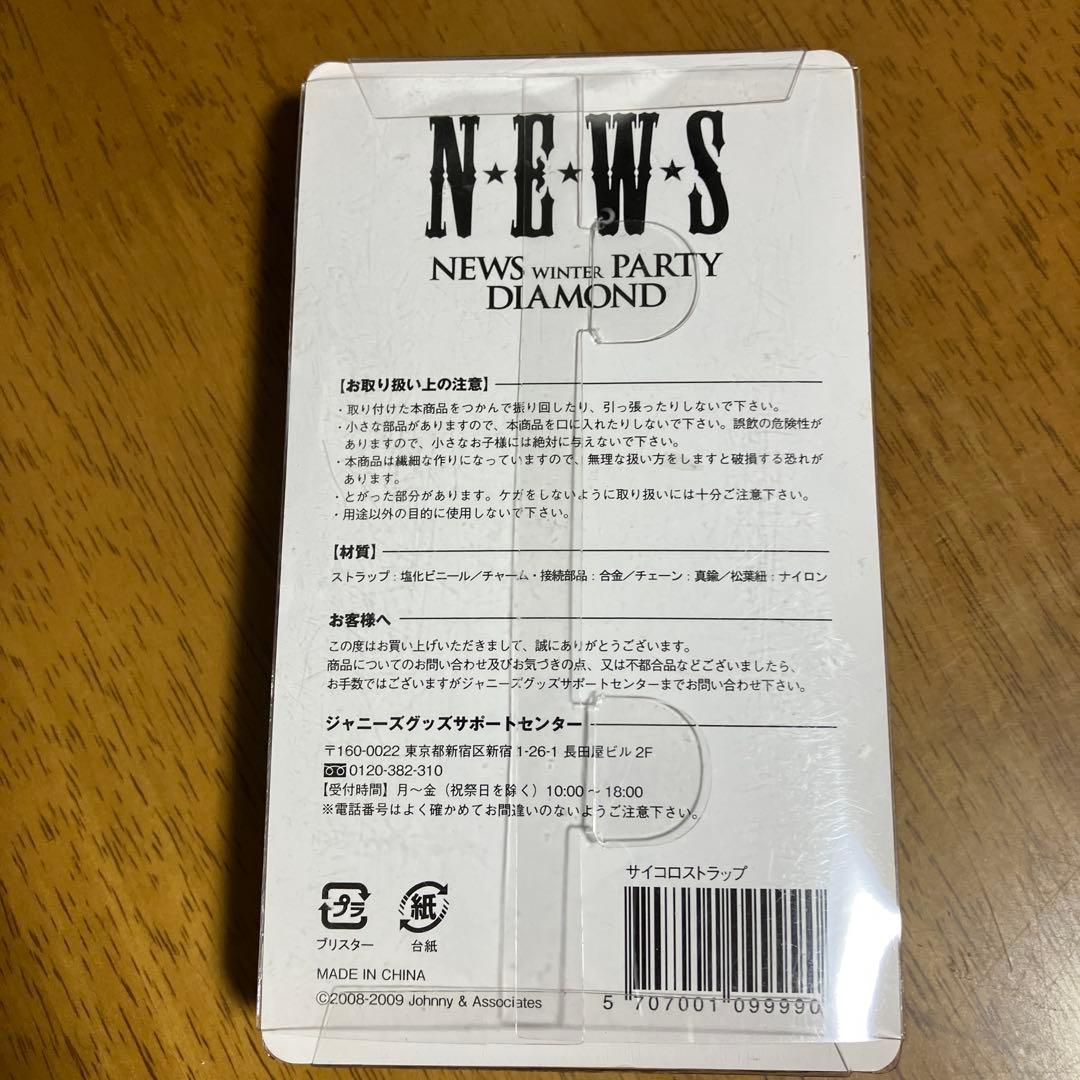 N★E★W★S
NEWS WINTER PARTY
DIAMOND
【お取り扱い上の注意】
・取り付けた本商品をつかんで振り回したり、引っ張ったりしないで下さい。
・小さな部品がありますので、本商品を口に入れたりしないで下さい。誤飲の危険性が
ありますので、小さなお子様には絶対に与えないで下さい。
・本商品は繊細な作りになっていますので、無理な扱い方をしますと破損する恐れが
あります。
・とがった部分があります。ケガをしないように取り扱いには十分ご注意下さい。
・用途以外の目的に使用しないで下さい。
【材質】
ストラップ：塩化ビニール／チャーム・接続部品：合金／チェーン：真鍮／松葉紐：ナイロン
お客様へ
この度はお買い上げいただきまして、誠にありがとうございます。
商品についてのお問い合わせ及びお気づきの点、又は不都合品などございましたら、
お手数ではございますがジャニーズグッズサポートセンターまでお問い合わせ下さい。
ジャニーズグッズサポートセンター
〒160-0022 東京都新宿区新宿 1-26-1 長田屋ビル 2F
0120-382-310
【受付時間】月～金（祝祭日を除く）10:00 ～ 18:00
※電話番号はよく確かめてお間違いのないようご注意下さい。
サイコロストラップ
プラ
紙
ブリスター
台紙
MADE IN CHINA
©2008-2009 Johnny & Associates
5 707001 099990